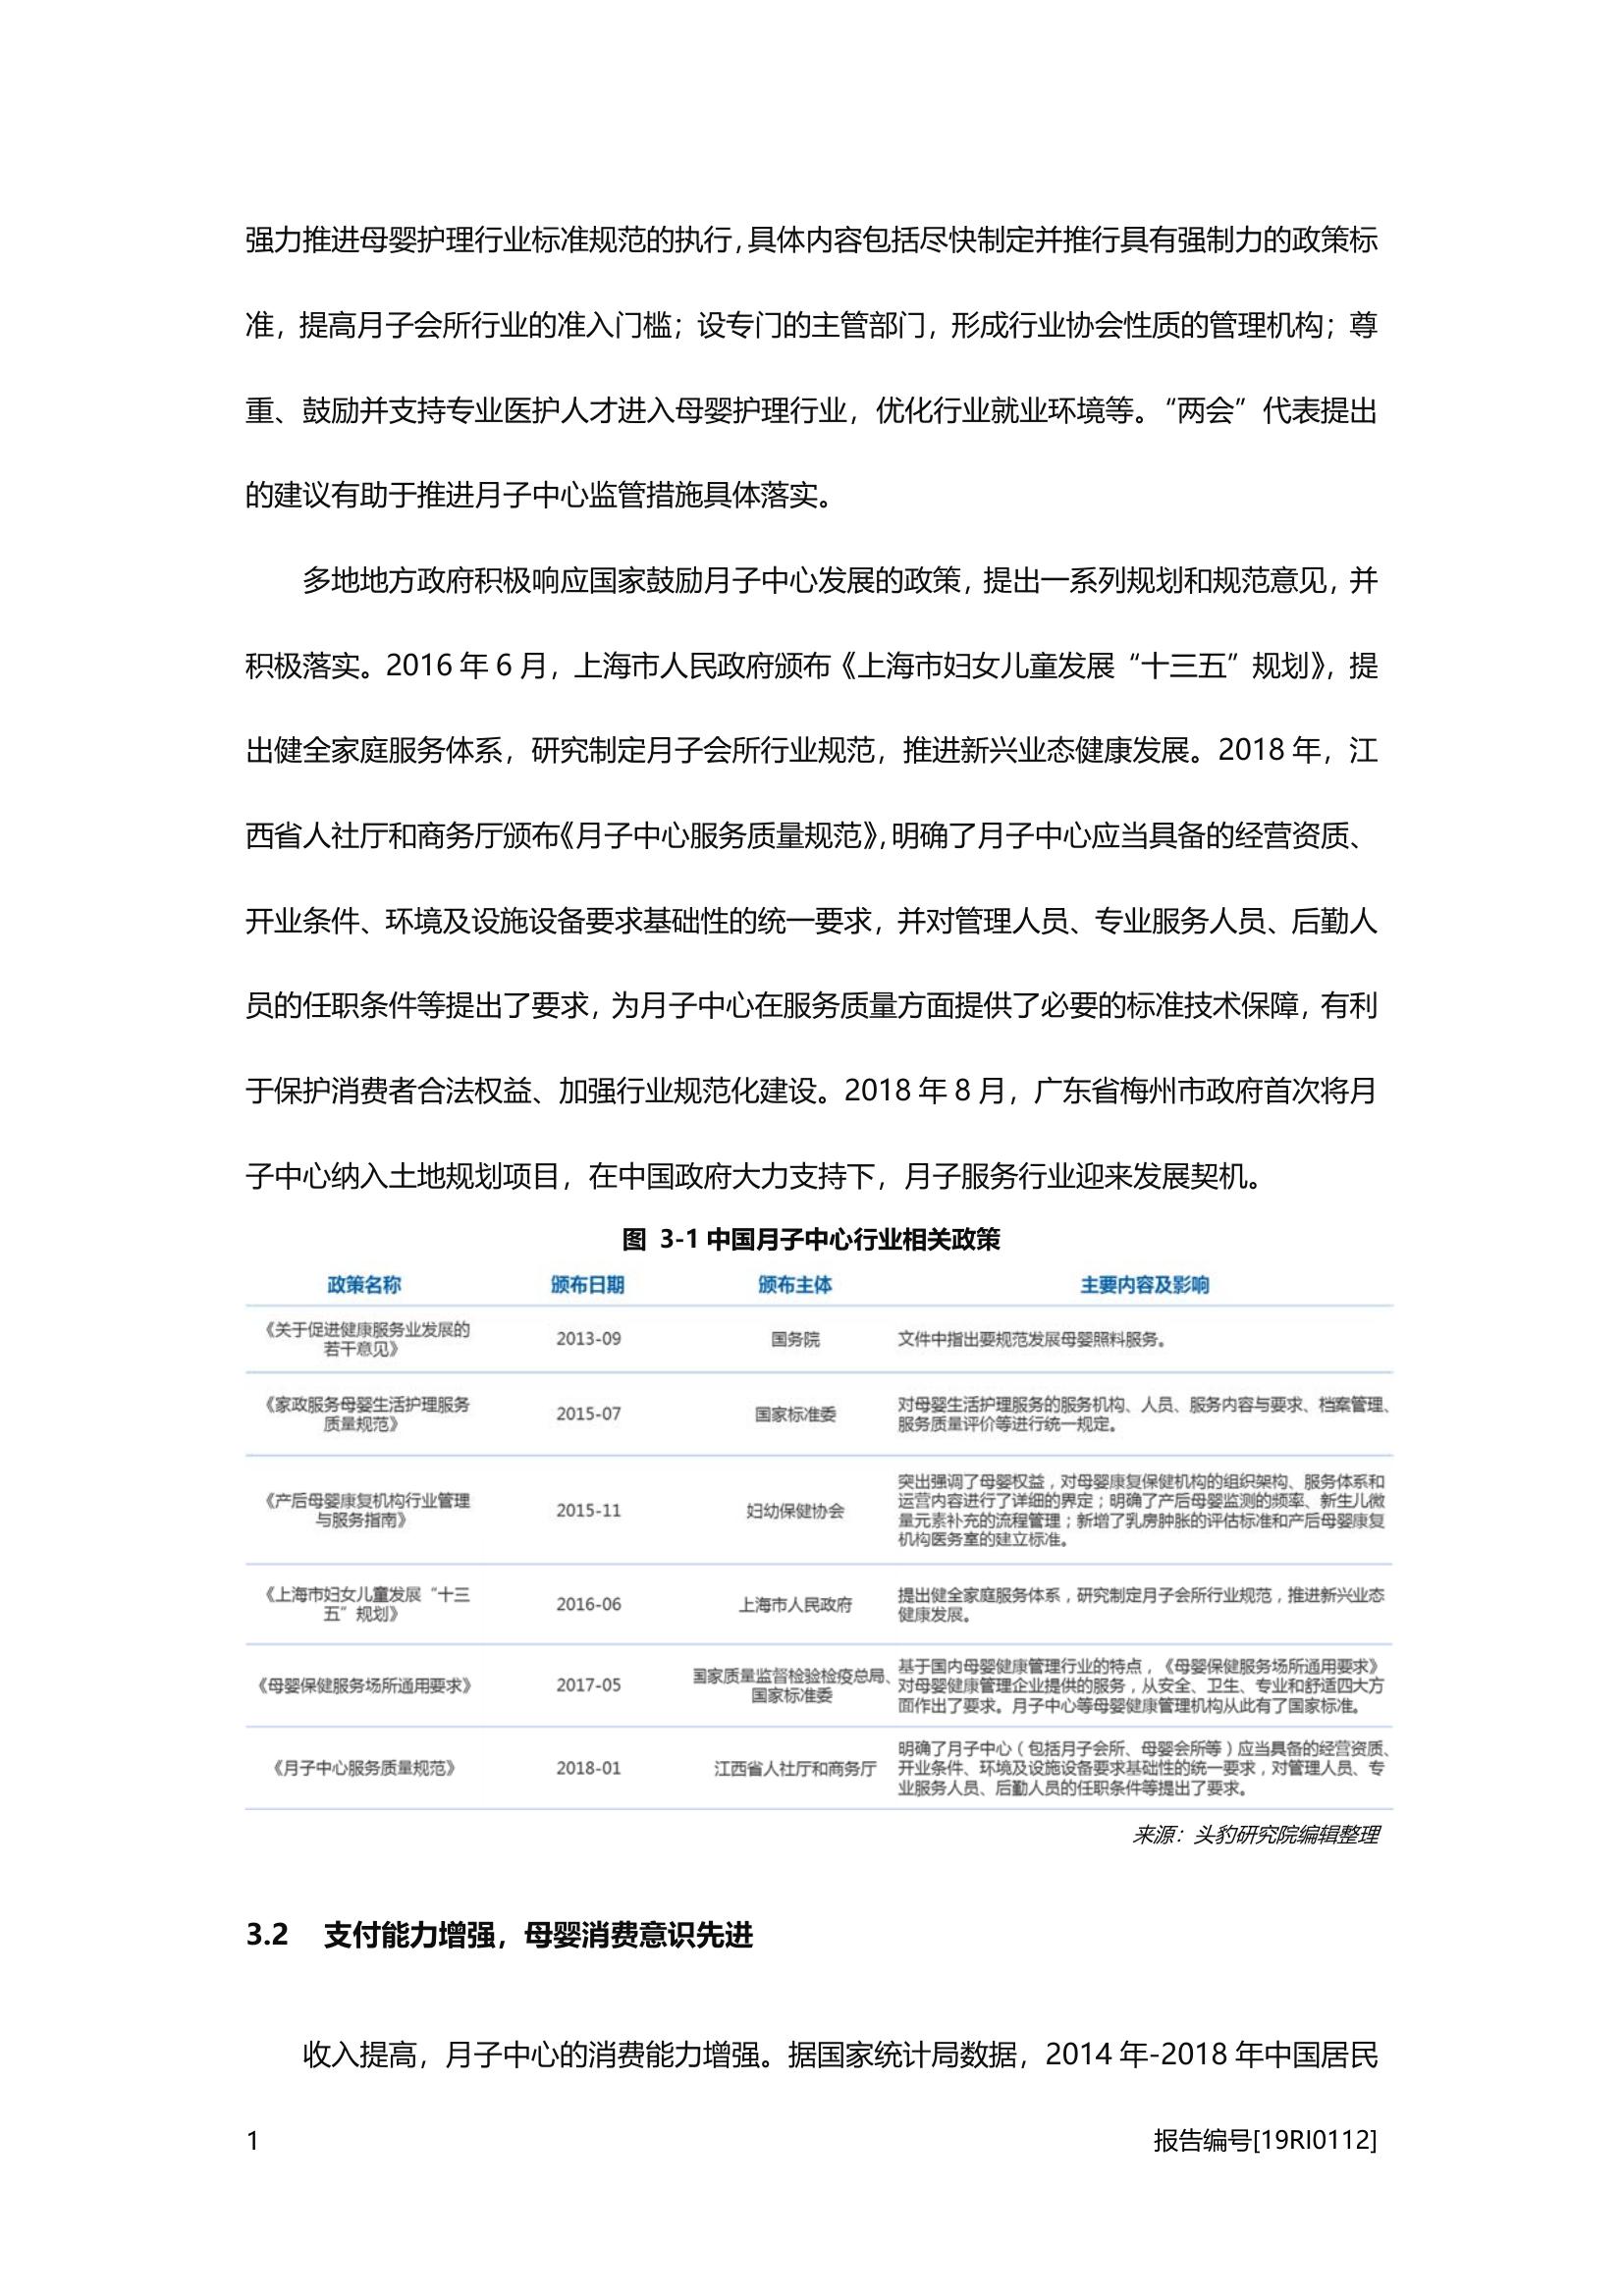 强力推进母婴护理行业标准规范的执行，具体内容包括尽快制定并推行具有强制力的政策标
准，提高月子会所行业的准入门槛；设专门的主管部门，形成行业协会性质的管理机构；尊
重、鼓励并支持专业医护人才进入母婴护理行业，优化行业就业环境等。“两会”代表提出
的建议有助于推进月子中心监管措施具体落实。
多地地方政府积极响应国家鼓励月子中心发展的政策，提出一系列规划和规范意见，并
积极落实。2016 年 6 月，上海市人民政府颁布《上海市妇女儿童发展“十三五”规划》，提
出健全家庭服务体系，研究制定月子会所行业规范，推进新兴业态健康发展。2018 年，江
西省人社厅和商务厅颁布《月子中心服务质量规范》，明确了月子中心应当具备的经营资质、
开业条件、环境及设施设备要求基础性的统一要求，并对管理人员、专业服务人员、后勤人
员的任职条件等提出了要求，为月子中心在服务质量方面提供了必要的标准技术保障，有利
于保护消费者合法权益、加强行业规范化建设。2018 年 8 月，广东省梅州市政府首次将月
子中心纳入土地规划项目，在中国政府大力支持下，月子服务行业迎来发展契机。
图 3-1 中国月子中心行业相关政策
政策名称 颁布日期 颁布主体 主要内容及影响
《关于促进健康服务业发展的
若干意见》
2013-09 国务院 文件中指出要规范发展母婴照料服务。
《家政服务母婴生活护理服务
质量规范》
2015-07 国家标准委
对母婴生活护理服务的服务机构、人员、服务内容与要求、档案管理、
服务质量评价等进行统一规定。
《产后母婴康复机构行业管理
与服务指南》
2015-11 妇幼保健协会
突出强调了母婴权益，对母婴康复保健机构的组织架构、服务体系和
运营内容进行了详细的界定；明确了产后母婴监测的频率、新生儿微
量元素补充的流程管理；新增了乳房肿胀的评估标准和产后母婴康复
机构医务室的建立标准。
《上海市妇女儿童发展“十三
五”规划》
2016-06 上海市人民政府
提出健全家庭服务体系，研究制定月子会所行业规范，推进新兴业态
健康发展。
《母婴保健服务场所通用要求》 2017-05
国家质量监督检验检疫总局、
国家标准委
基于国内母婴健康管理行业的特点，《母婴保健服务场所通用要求》
对母婴健康管理企业提供的服务，从安全、卫生、专业和舒适四大方
面作出了要求。月子中心等母婴健康管理机构从此有了国家标准。
《月子中心服务质量规范》 2018-01 江西省人社厅和商务厅
明确了月子中心（包括月子会所、母婴会所等）应当具备的经营资质、
开业条件、环境及设施设备要求基础性的统一要求，对管理人员、专
业服务人员、后勤人员的任职条件等提出了要求。
来源：头豹研究院编辑整理
3.2 支付能力增强，母婴消费意识先进
收入提高，月子中心的消费能力增强。据国家统计局数据，2014 年-2018 年中国居民
1 报告编号[19RI0112]